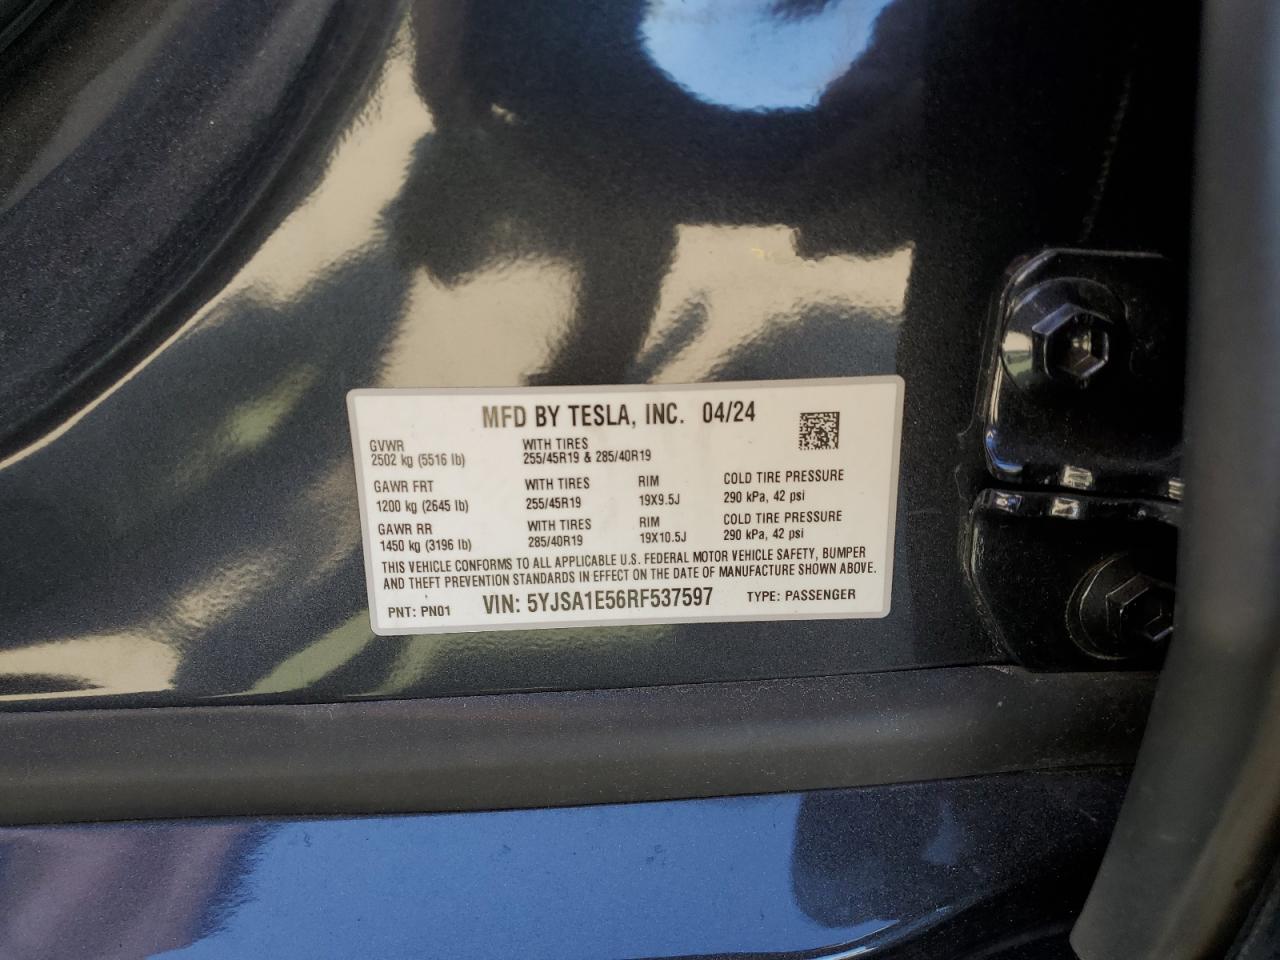 MFD BY TESLA, INC. 04/24
GVWR
2502 kg (5516 lb)
WITH TIRES
255/45R19 & 285/40R19
GAWR FRT
1200 kg (2645 lb)
WITH TIRES
255/45R19
RIM
19X9.5J
COLD TIRE PRESSURE
290 kPa, 42 psi
GAWR RR
1450 kg (3196 lb)
WITH TIRES
285/40R19
RIM
19X10.5J
COLD TIRE PRESSURE
290 kPa, 42 psi
THIS VEHICLE CONFORMS TO ALL APPLICABLE U.S. FEDERAL MOTOR VEHICLE SAFETY, BUMPER
AND THEFT PREVENTION STANDARDS IN EFFECT ON THE DATE OF MANUFACTURE SHOWN ABOVE.
PNT: PN01 VIN: 5YJSA1E56RF537597 TYPE: PASSENGER